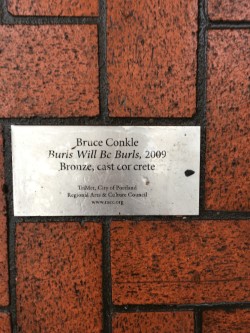 Bruce Conkle
Burls Will Be Burls, 2009
Bronze, cast concrete
TriMet, City of Portland
Regional Arts & Culture Council
www.racc.org